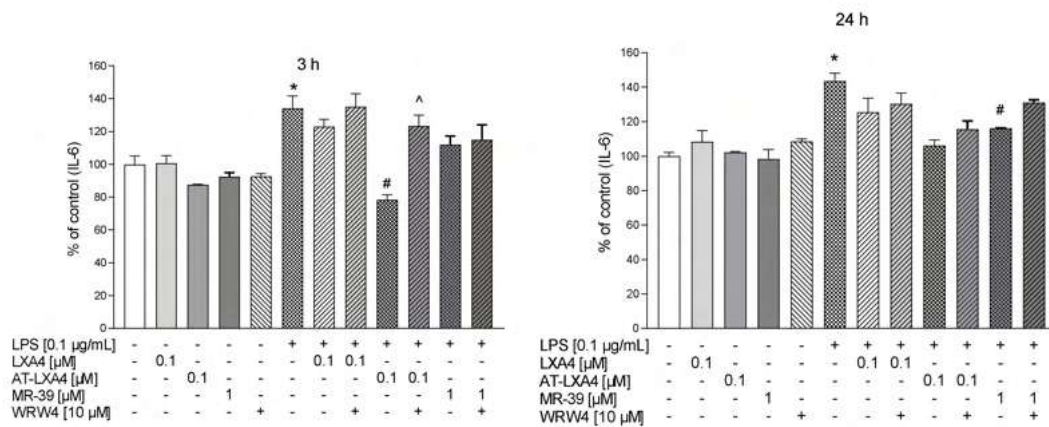 3 h
% of control (IL-6)
160
140
120
100
80
60
40
20
0
*
#
^
LPS [0.1 µg/mL] - - - - - + + + + + + +
LXA4 [µM] - 0.1 - - - - 0.1 0.1 - - - -
AT-LXA4 [µM] - - 0.1 - - - - - 0.1 0.1 - -
MR-39 [µM] - - - 1 - - - - - - 1 1
WRW4 [10 µM] - - - - + - - + - + - +
24 h
% of control (IL-6)
160
140
120
100
80
60
40
20
0
*
#
LPS [0.1 µg/mL] - - - - - + + + + + + +
LXA4 [µM] - 0.1 - - - - 0.1 0.1 - - - -
AT-LXA4 [µM] - - 0.1 - - - - - 0.1 0.1 - -
MR-39 [µM] - - - 1 - - - - - - 1 1
WRW4 [10 µM] - - - - + - - + - + - +